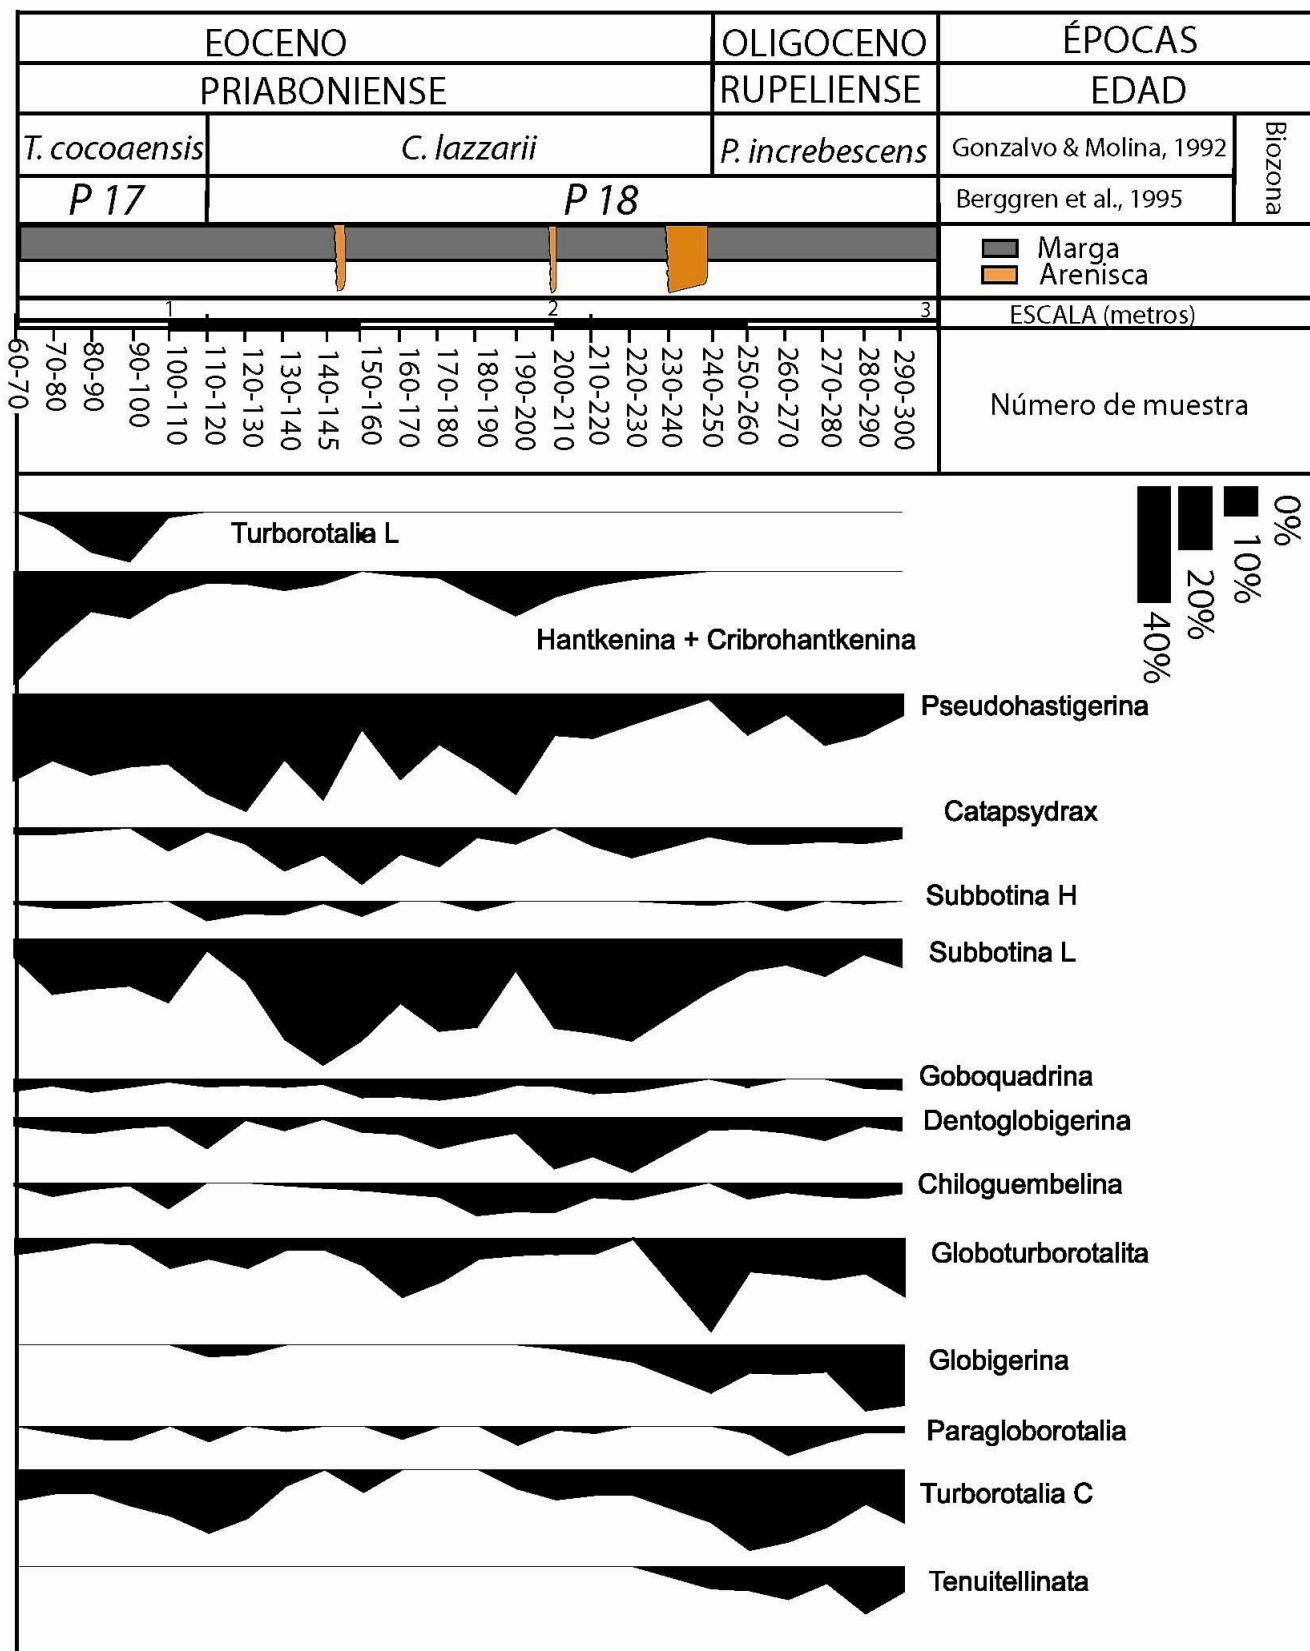 EOCENO OLIGOCENO ÉPOCAS
PRIABONIENSE RUPELIENSE EDAD
T. cocoaensis C. lazzarii P. increbescens Gonzalvo & Molina, 1992 Biozona
P 17 P 18 Berggren et al., 1995
Marga
Arenisca
1 2 3 ESCALA (metros)
60-70 70-80 80-90 90-100 100-110 110-120 120-130 130-140 140-145 150-160 160-170 170-180 180-190 190-200 200-210 210-220 220-230 230-240 240-250 250-260 260-270 270-280 280-290 290-300 Número de muestra
0%
10%
20%
40%
Turborotalia L
Hantkenina + Cribrohantkenina
Pseudohastigerina
Catapsydrax
Subbotina H
Subbotina L
Goboquadrina
Dentoglobigerina
Chiloguembelina
Globoturborotalita
Globigerina
Paragloborotalia
Turborotalia C
Tenuitellinata